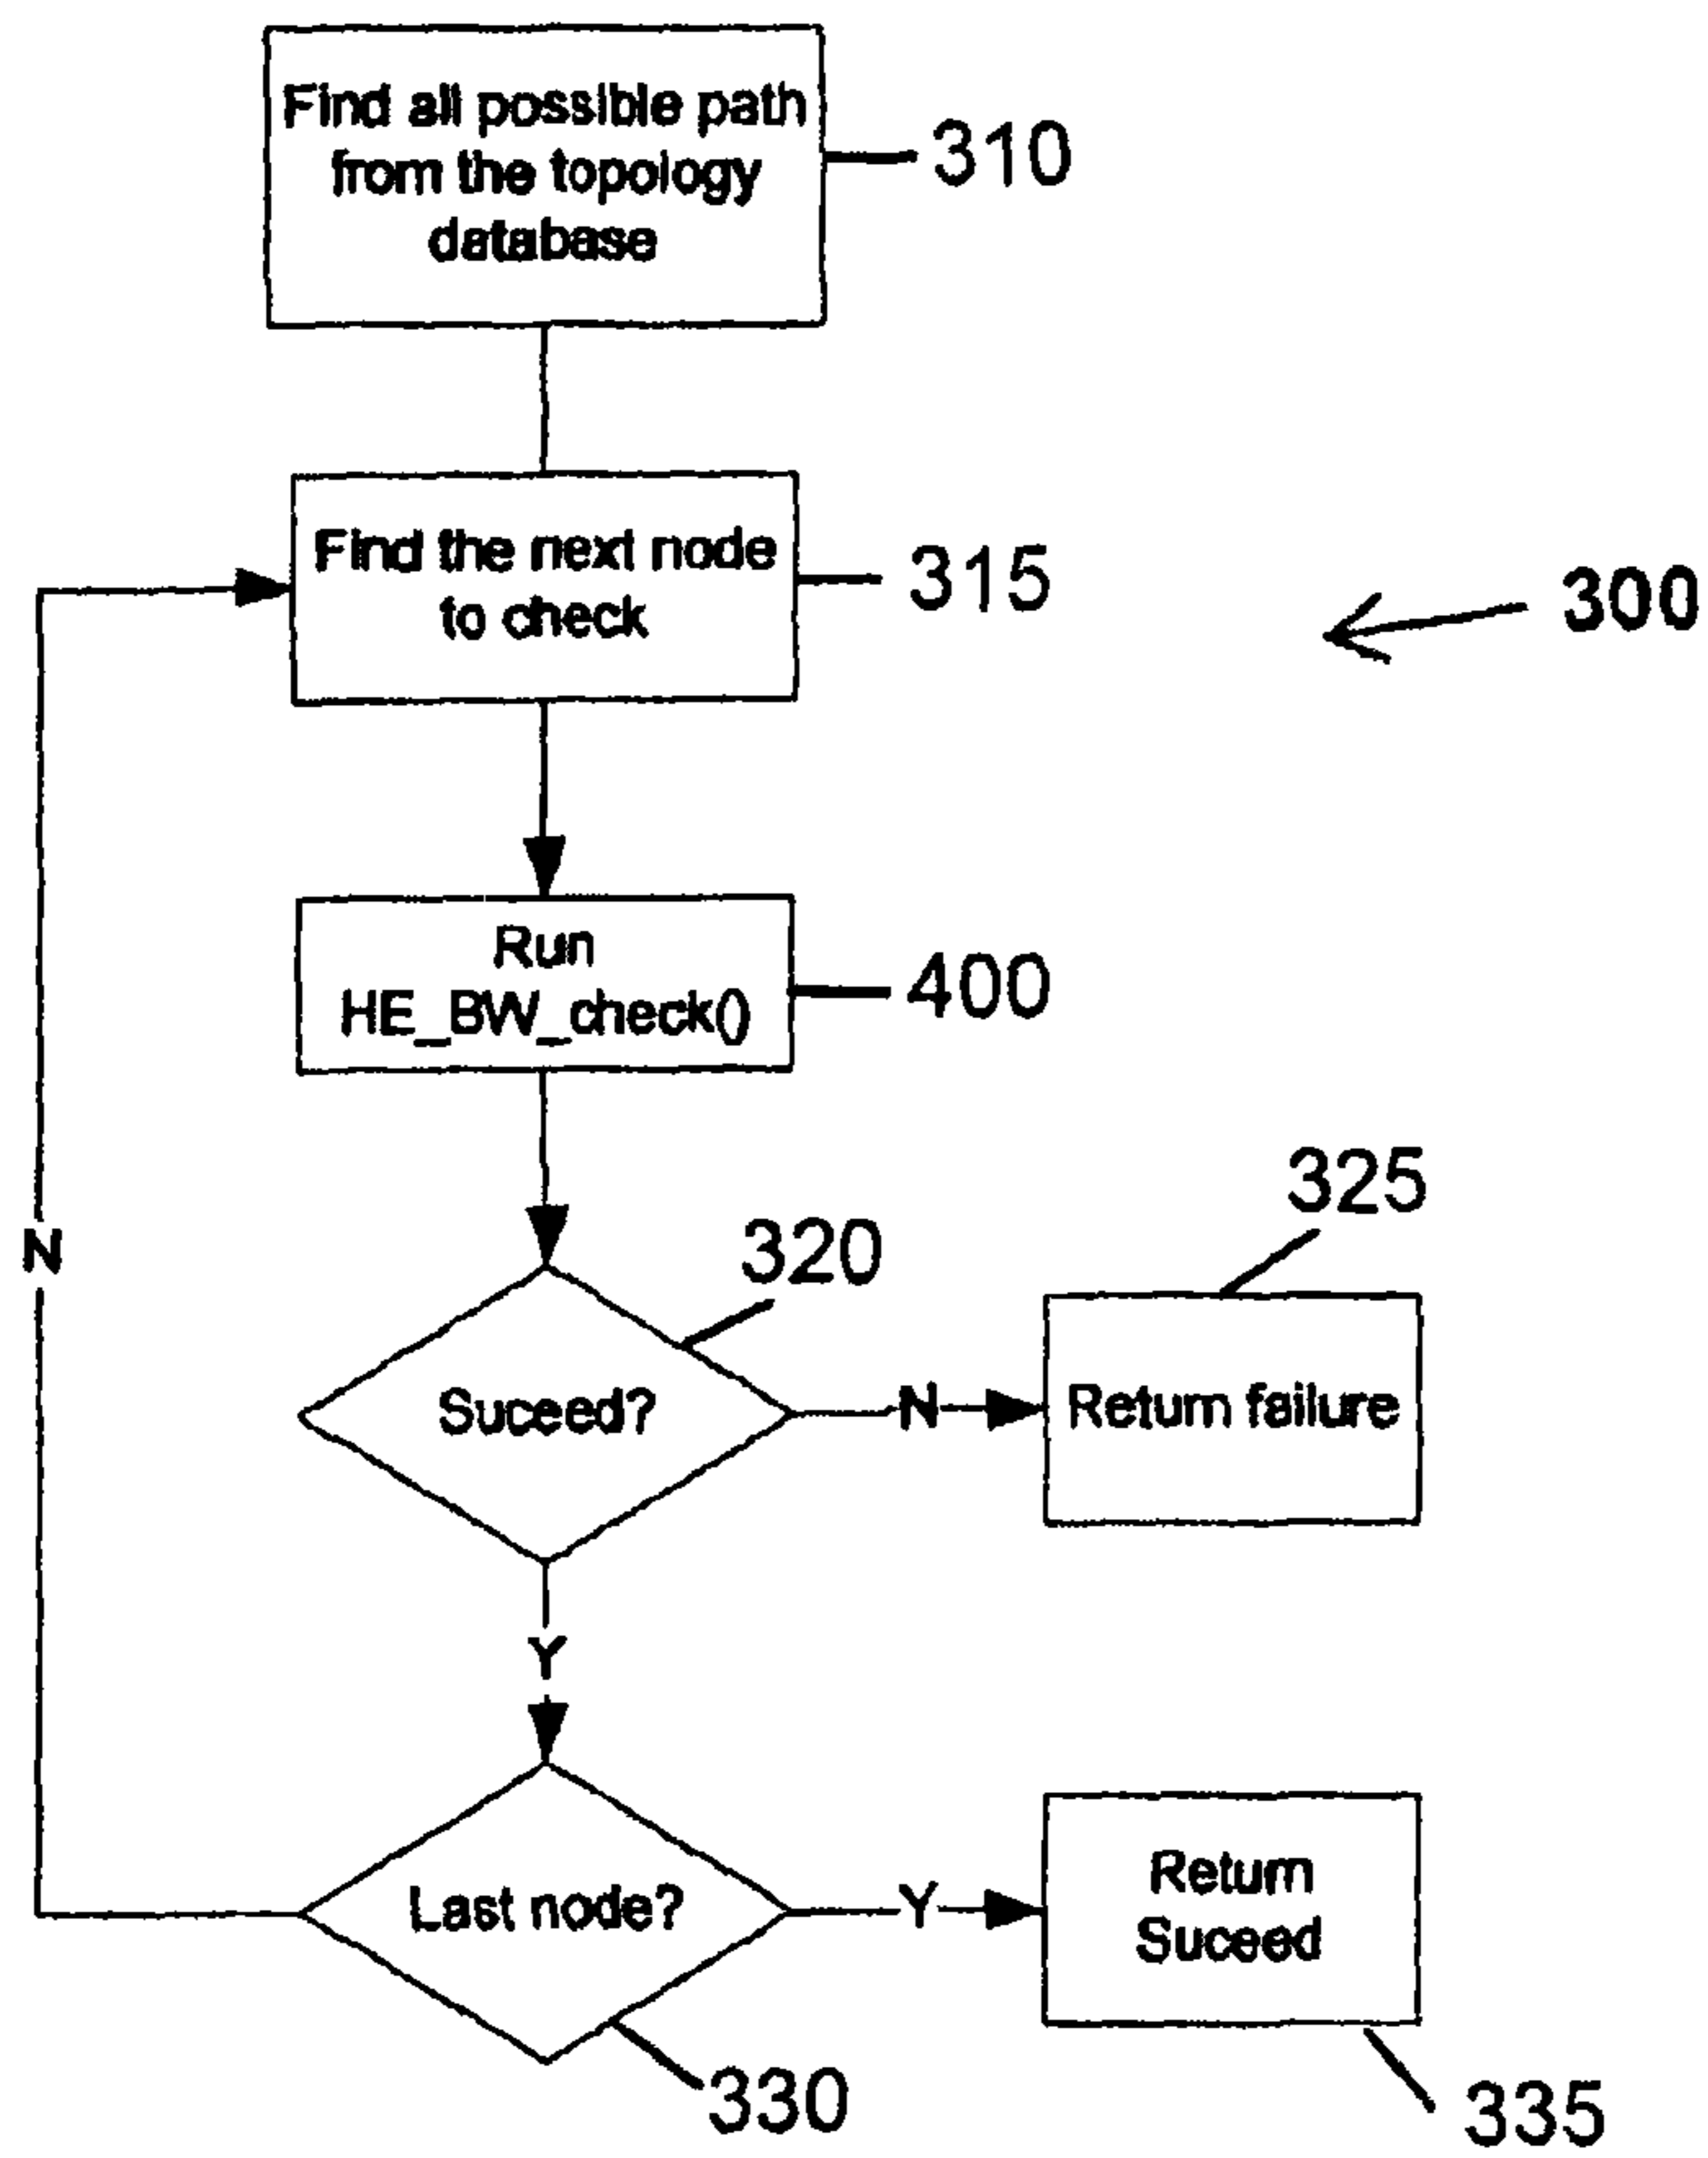 Find all possible path
from the topology
database
310
Find the next node
to check
315
300
Run
HE_BW_check()
400
N
320
325
Suceed?
N
Return failure
Y
Last node?
Y
Return
Suceed
330
335